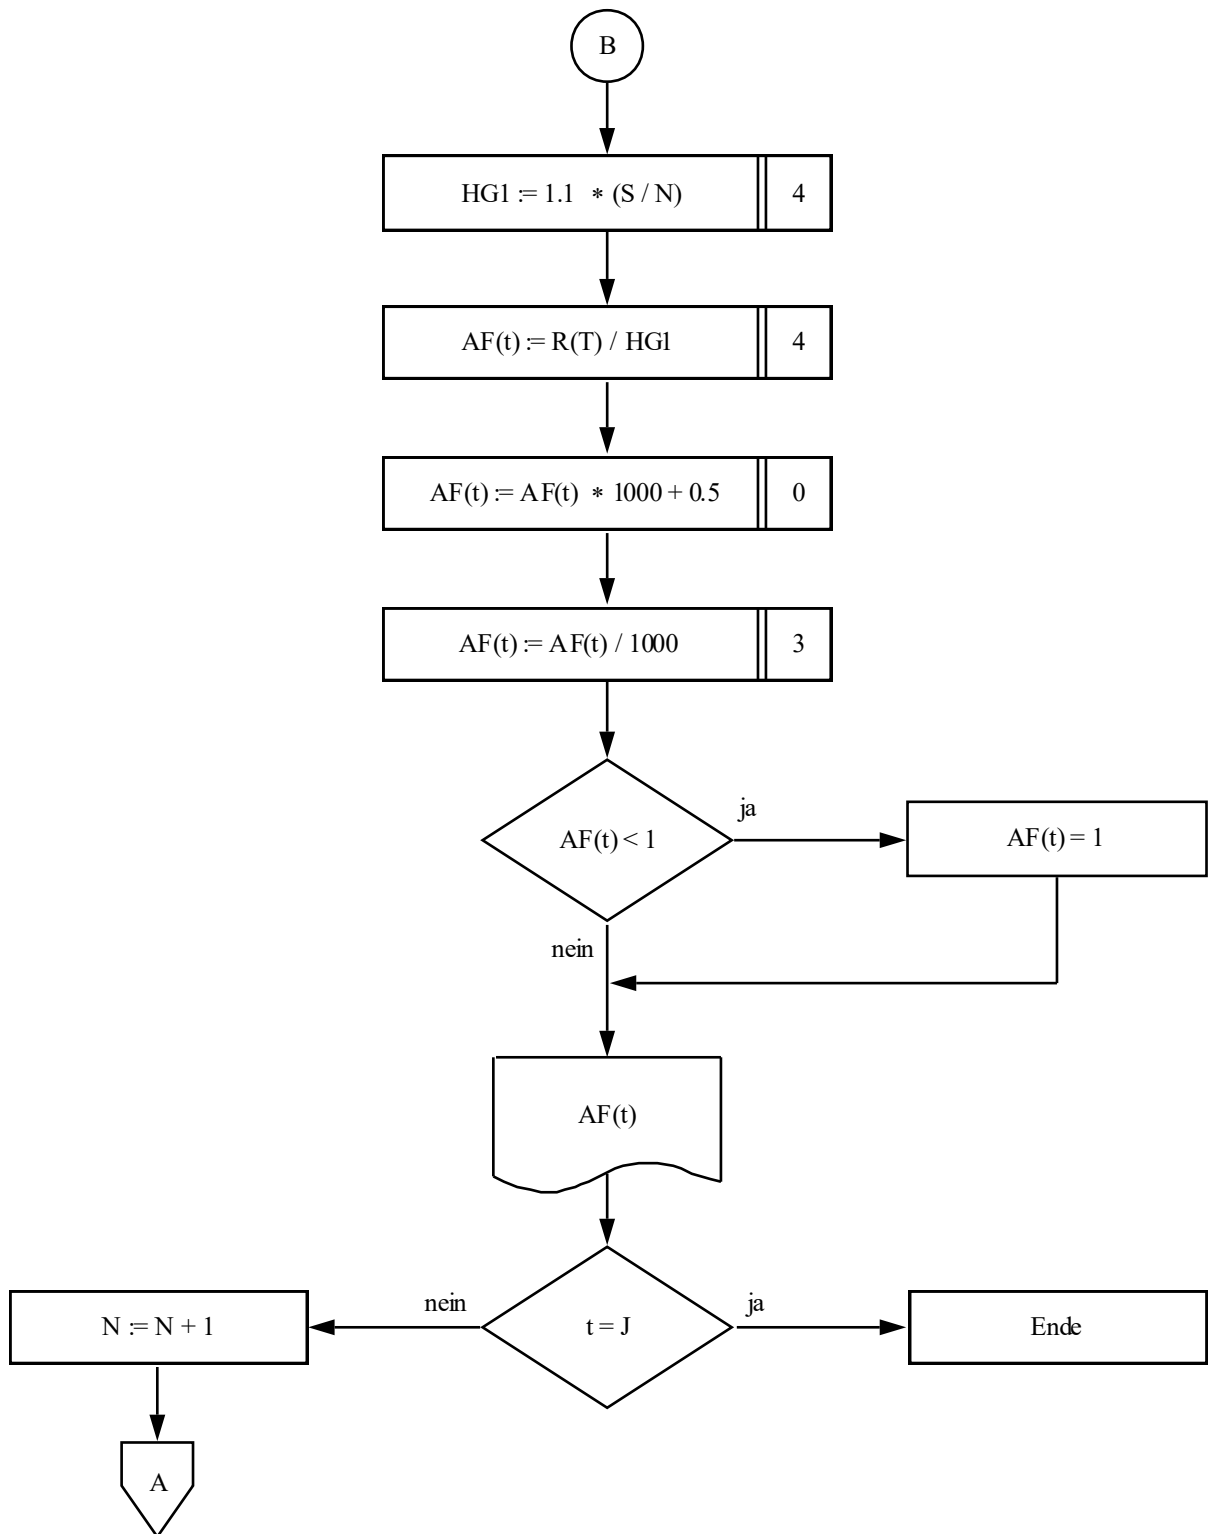 B
HG1 := 1.1 * (S / N)
4
AF(t) := R(T) / HG1
4
AF(t) := AF(t) * 1000 + 0.5
0
AF(t) := AF(t) / 1000
3
AF(t) < 1
ja
AF(t) = 1
nein
AF(t)
N := N + 1
nein
t = J
ja
Ende
A